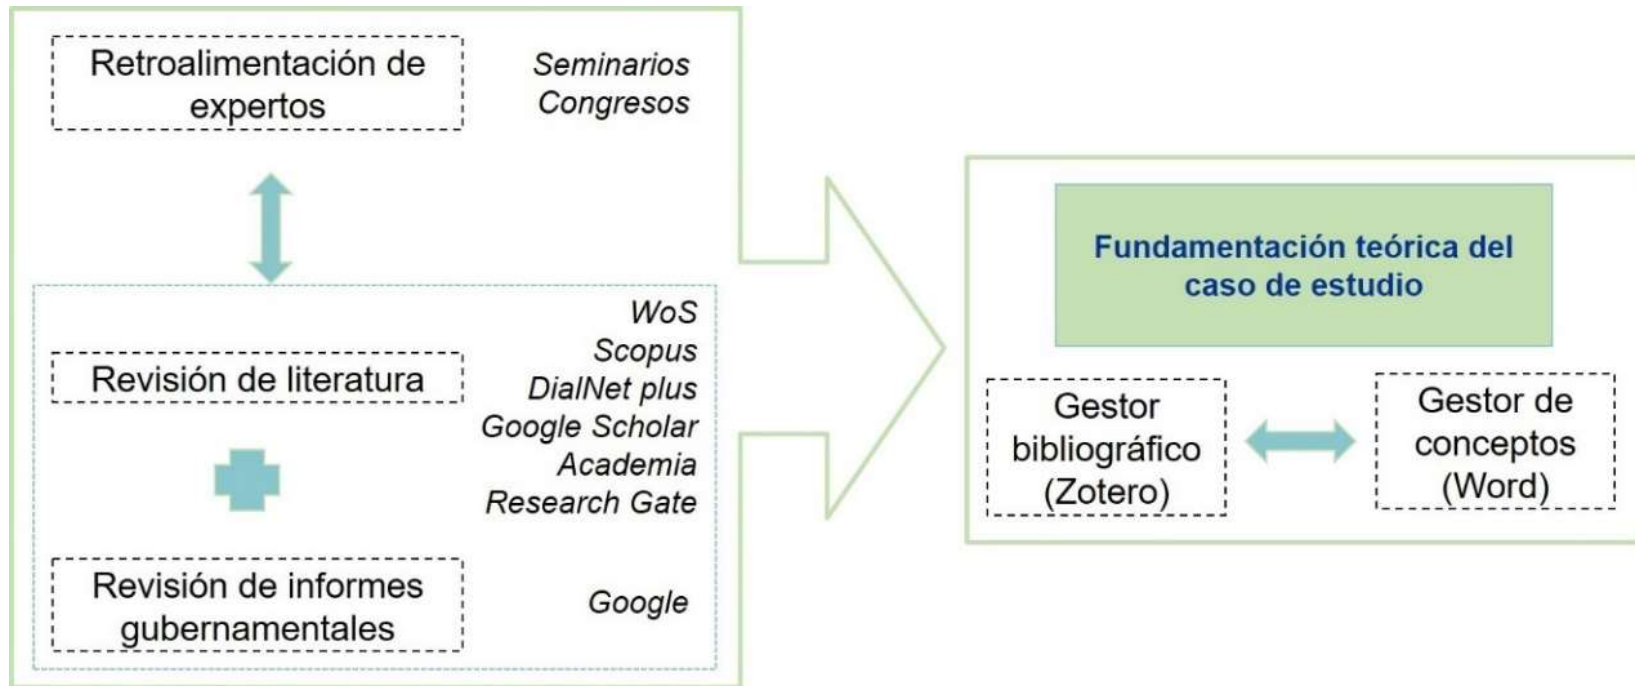 Retroalimentación de
expertos
Seminarios
Congresos
WoS
Scopus
DialNet plus
Google Scholar
Academia
Research Gate
Revisión de literatura
Revisión de informes
gubernamentales
Google
Fundamentación teórica del
caso de estudio
Gestor
bibliográfico
(Zotero)
Gestor de
conceptos
(Word)